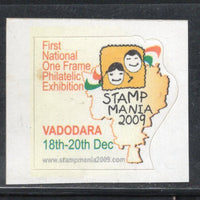 First
National
One Frame
Philatelic
Exhibition
STAMP
MANIA
2009
VADODARA
18th-20th Dec
www.stampmania2009.com